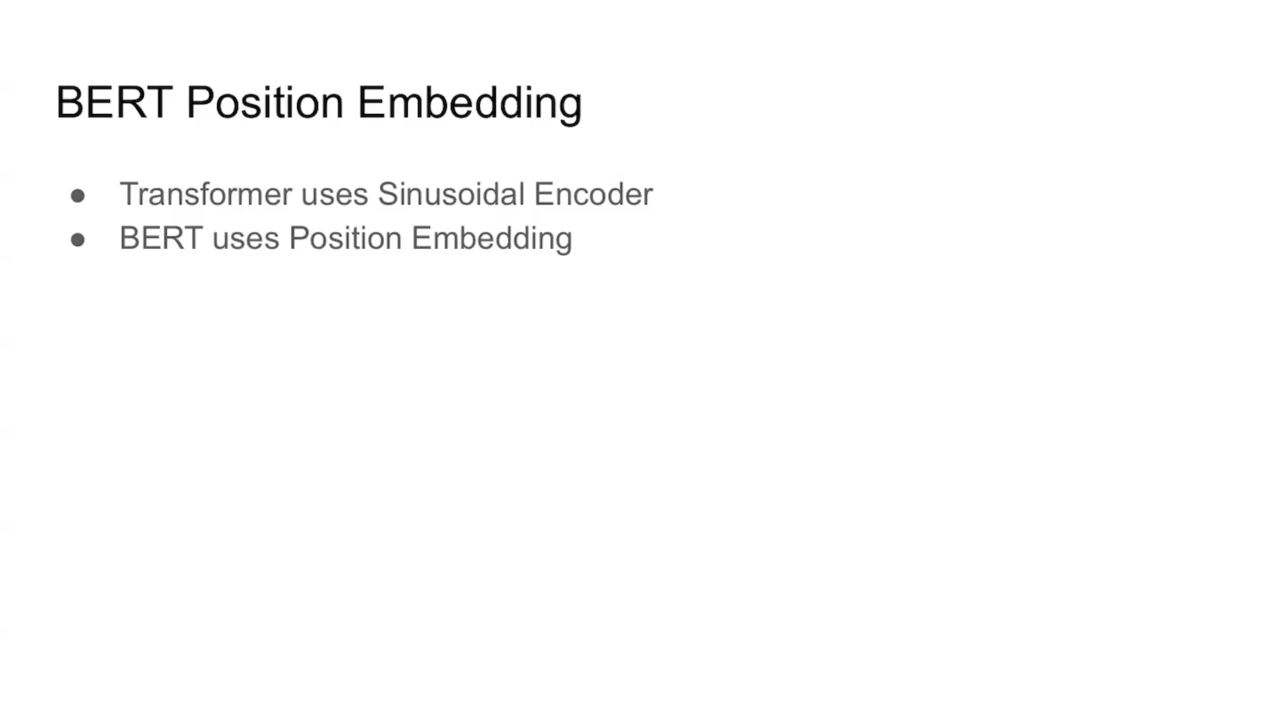 BERT Position Embedding
● Transformer uses Sinusoidal Encoder
● BERT uses Position Embedding